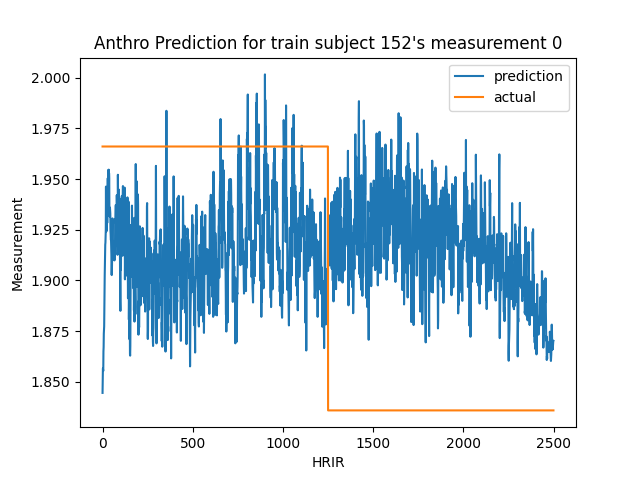 Anthro Prediction for train subject 152's measurement 0
prediction
actual
2.000
1.975
1.950
1.925
1.900
1.875
1.850
Measurement
0
500
1000
1500
2000
2500
HRIR